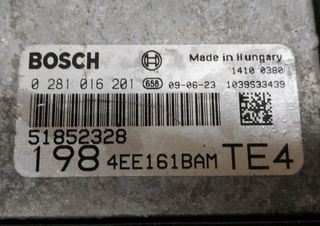 BOSCH Made in Hungary
1410 0380
0 281 016 201 658 09-06-23 1039S33439
51852328
198 4EE161BAM TE4